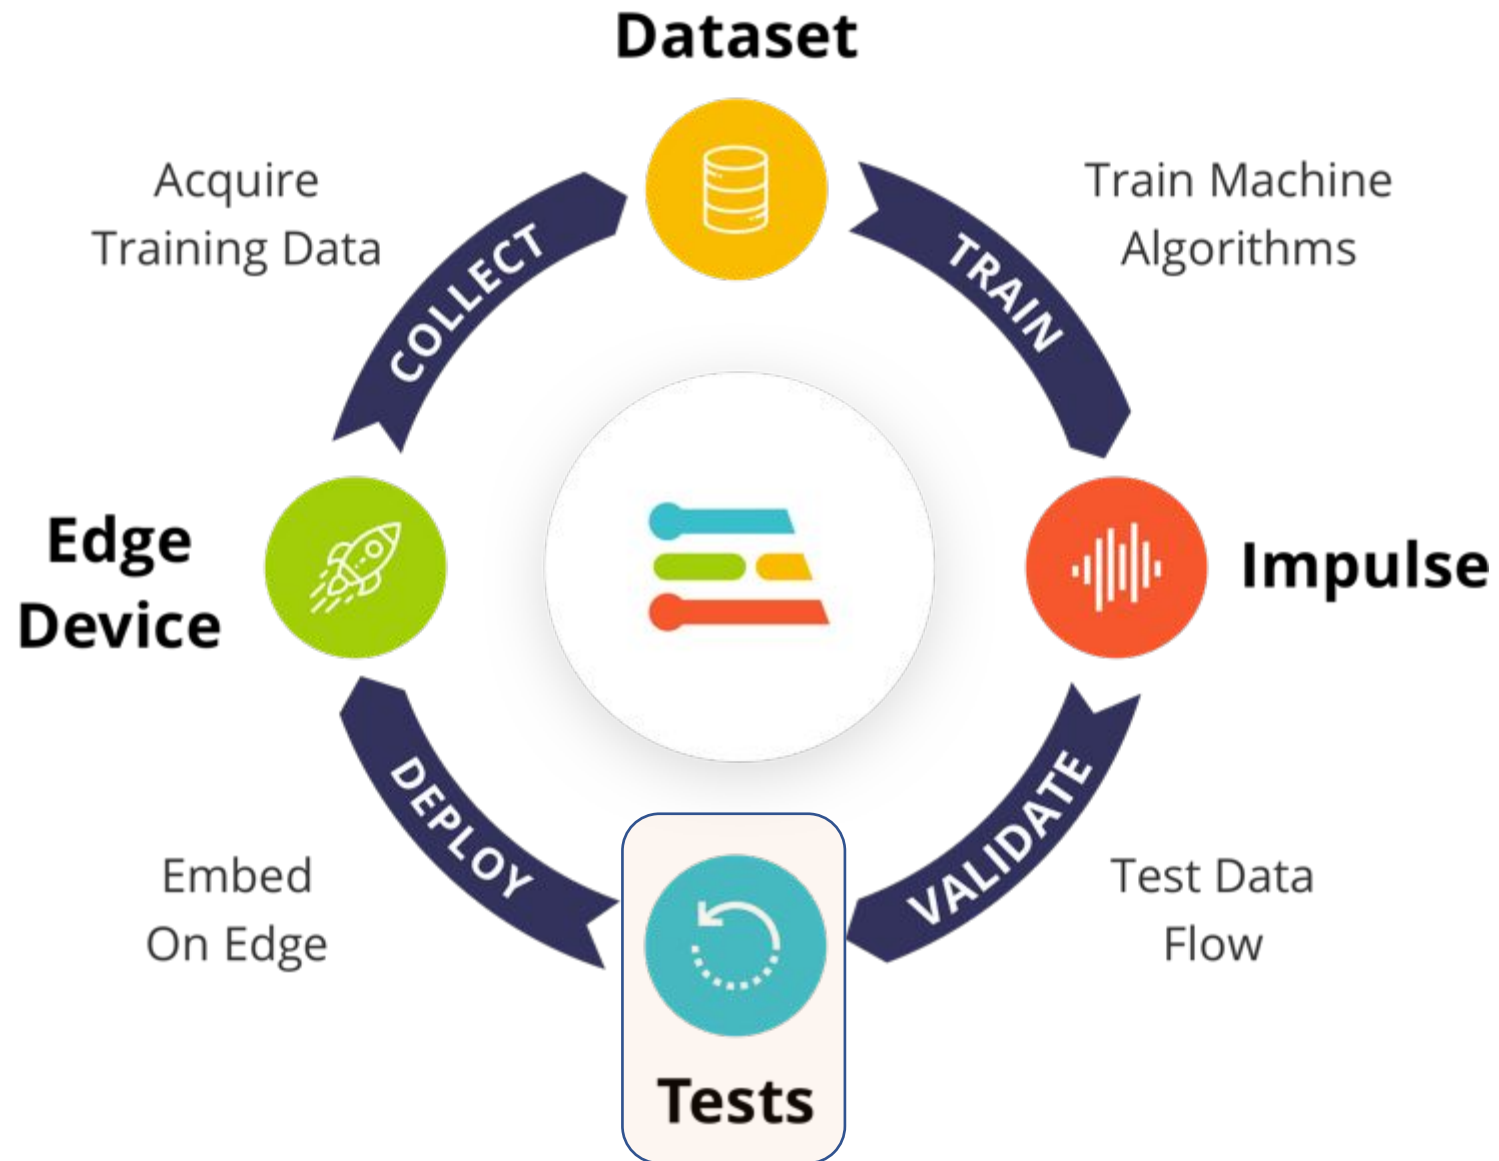 Dataset
Acquire
Training Data
COLLECT
TRAIN
Train Machine
Algorithms
Edge
Device
Impulse
DEPLOY
VALIDATE
Embed
On Edge
Test Data
Flow
Tests